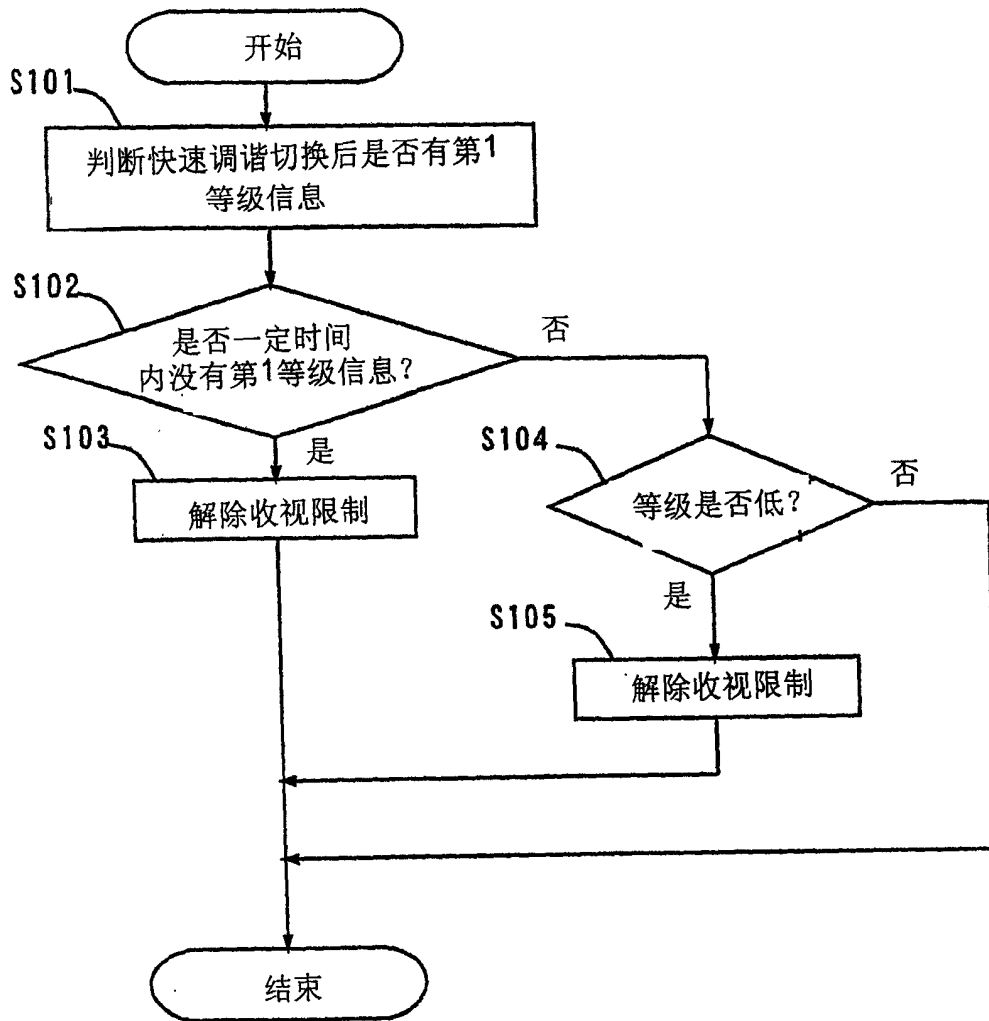 开始
S101
判断快速调谐切换后是否有第1
等级信息
S102
是否一定时间
内没有第1等级信息?
否
S103
是
解除收视限制
S104
等级是否低?
否
是
S105
解除收视限制
结束